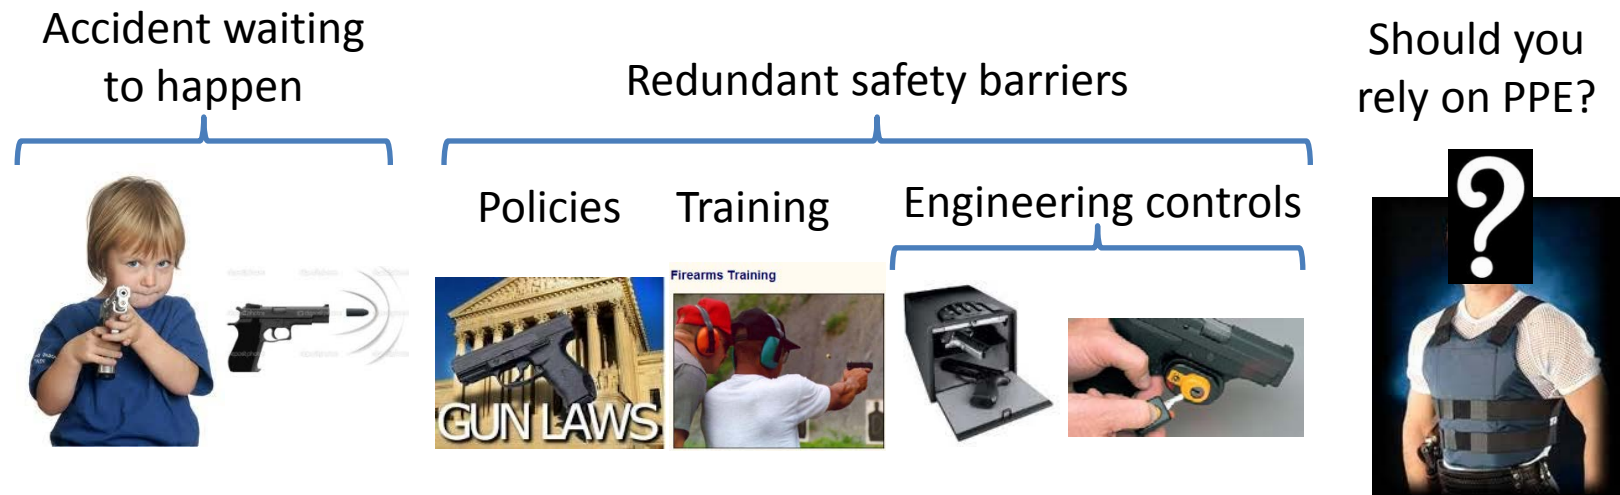 Accident waiting
to happen
Redundant safety barriers
Should you
rely on PPE?
Policies
Training
Engineering controls
Firearms Training
GUN LAWS
?